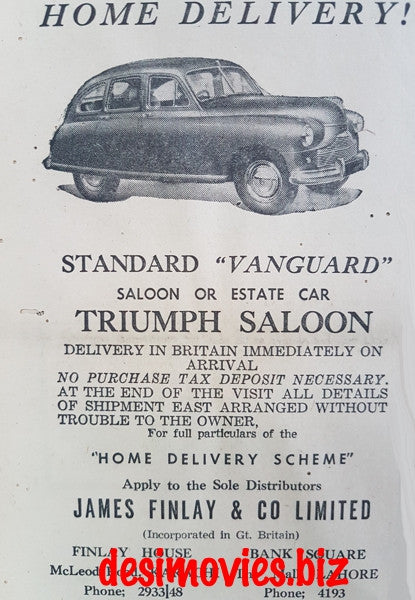 HOME DELIVERY!
STANDARD "VANGUARD"
SALOON OR ESTATE CAR
TRIUMPH SALOON
DELIVERY IN BRITAIN IMMEDIATELY ON
ARRIVAL
NO PURCHASE TAX DEPOSIT NECESSARY.
AT THE END OF THE VISIT ALL DETAILS
OF SHIPMENT EAST ARRANGED WITHOUT
TROUBLE TO THE OWNER,
For full particulars of the
"HOME DELIVERY SCHEME"
Apply to the Sole Distributors
JAMES FINLAY & CO LIMITED
(Incorporated in Gt. Britain)
FINLAY HOUSE BANK SQUARE
McLeod LAHORE
desimovies.biz
Phone; 2933|48 Phone; 4193